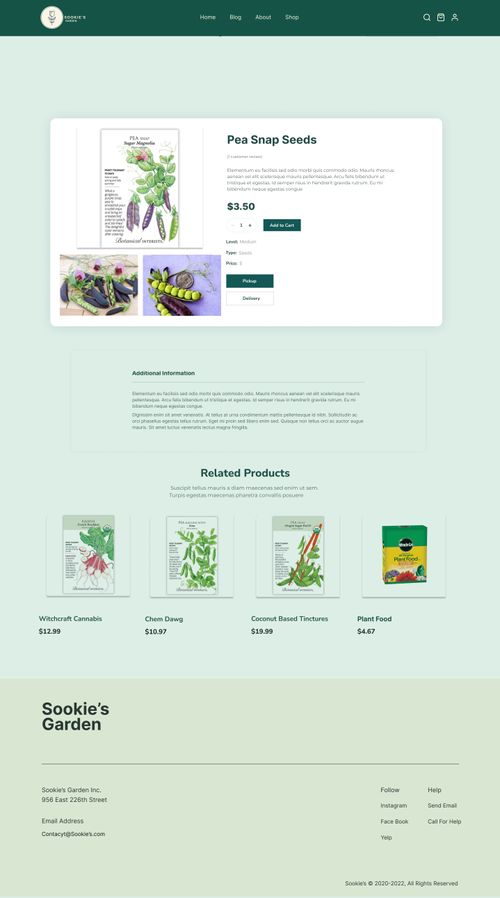 SOOKIE'S
GARDEN
Home Blog About Shop
PEA snap
Sugar Magnolia
Botanical INTERESTS.
Pea Snap Seeds
Elementum eu facilisis sed odio morbi quis commodo odio. Mauris rhoncus
aenean vel elit scelerisque mauris pellentesque. Arcu felis bibendum ut
tristique et egestas. Id semper risus in hendrerit gravida rutrum. Eu mi
bibendum neque egestas congue.
$3.50
- 1 +
Add to Cart
Level: Medium
Type: Seeds
Price: $
Pickup
Delivery
Additional Information
Elementum eu facilisis sed odio morbi quis commodo odio. Mauris rhoncus aenean vel elit scelerisque mauris
pellentesque. Arcu felis bibendum ut tristique et egestas. Id semper risus in hendrerit gravida rutrum. Eu mi
bibendum neque egestas congue.
Dignissim enim sit amet venenatis. At tellus at urna condimentum mattis pellentesque id nibh. Sollicitudin ac
orci phasellus egestas tellus rutrum. Eget mi proin sed libero enim sed. Quisque non tellus orci ac auctor augue
mauris. Sit amet luctus venenatis lectus magna fringilla.
Related Products
Suscipit tellus mauris a diam maecenas sed enim ut sem.
Turpis egestas maecenas pharetra convallis posuere
Botanical INTERESTS.
Botanical INTERESTS.
Botanical INTERESTS.
Miracle-Gro
Plant Food
Witchcraft Cannabis
$12.99
Chem Dawg
$10.97
Coconut Based Tinctures
$19.99
Plant Food
$4.67
Sookie's
Garden
Sookie's Garden Inc.
956 East 226th Street
Email Address
Contacyt@Sookie's.com
Follow
Instagram
Face Book
Yelp
Help
Send Email
Call For Help
Sookie's © 2020-2022, All Rights Reserved